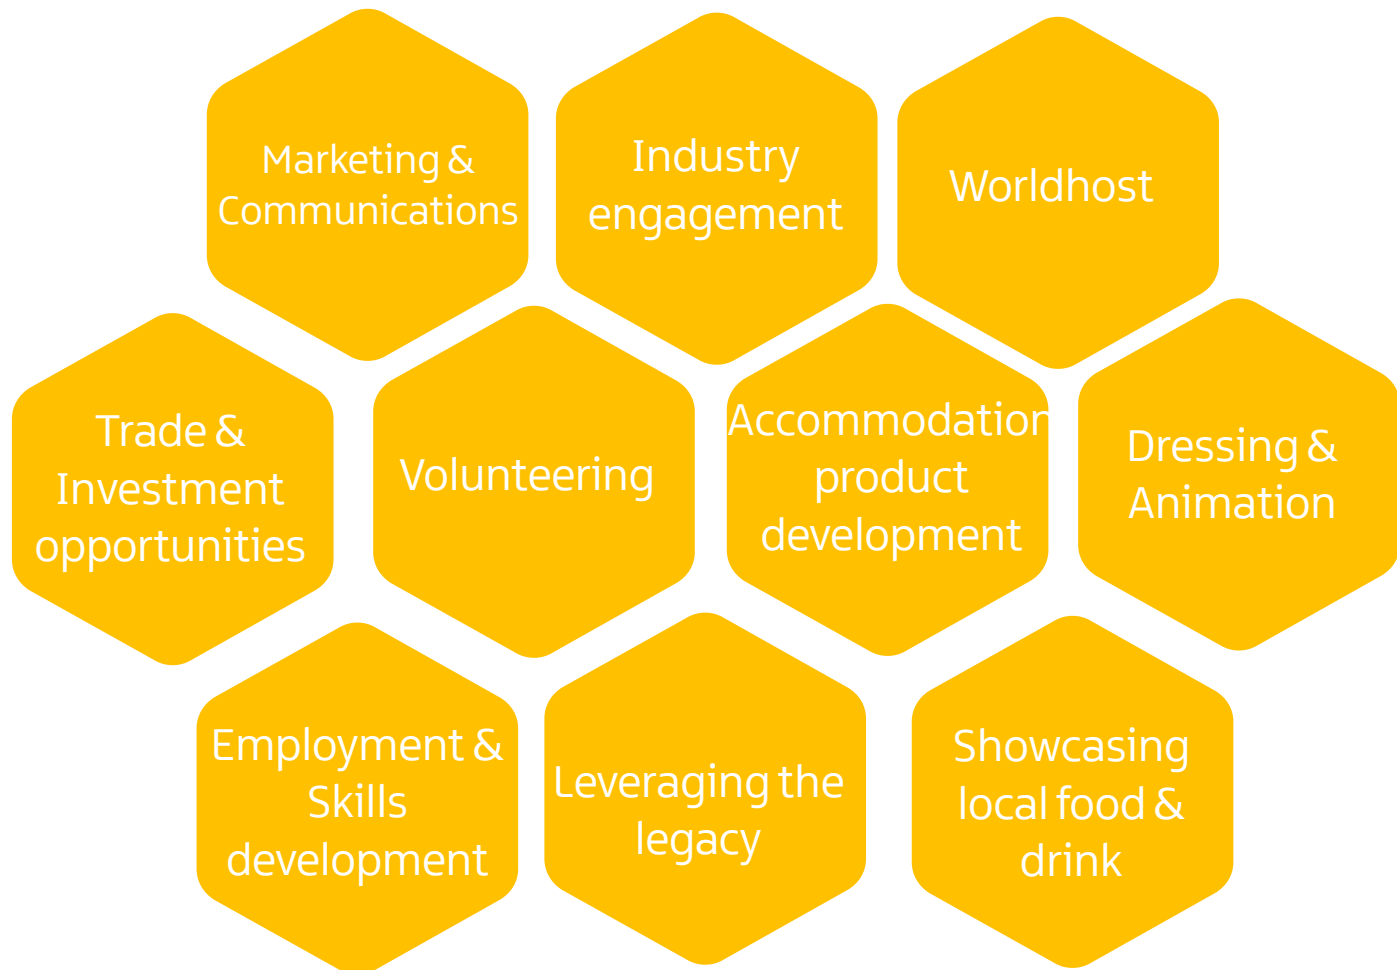 Marketing &
Communications
Industry
engagement
Worldhost
Trade &
Investment
opportunities
Volunteering
Accommodation
product
development
Dressing &
Animation
Employment &
Skills
development
Leveraging the
legacy
Showcasing
local food &
drink